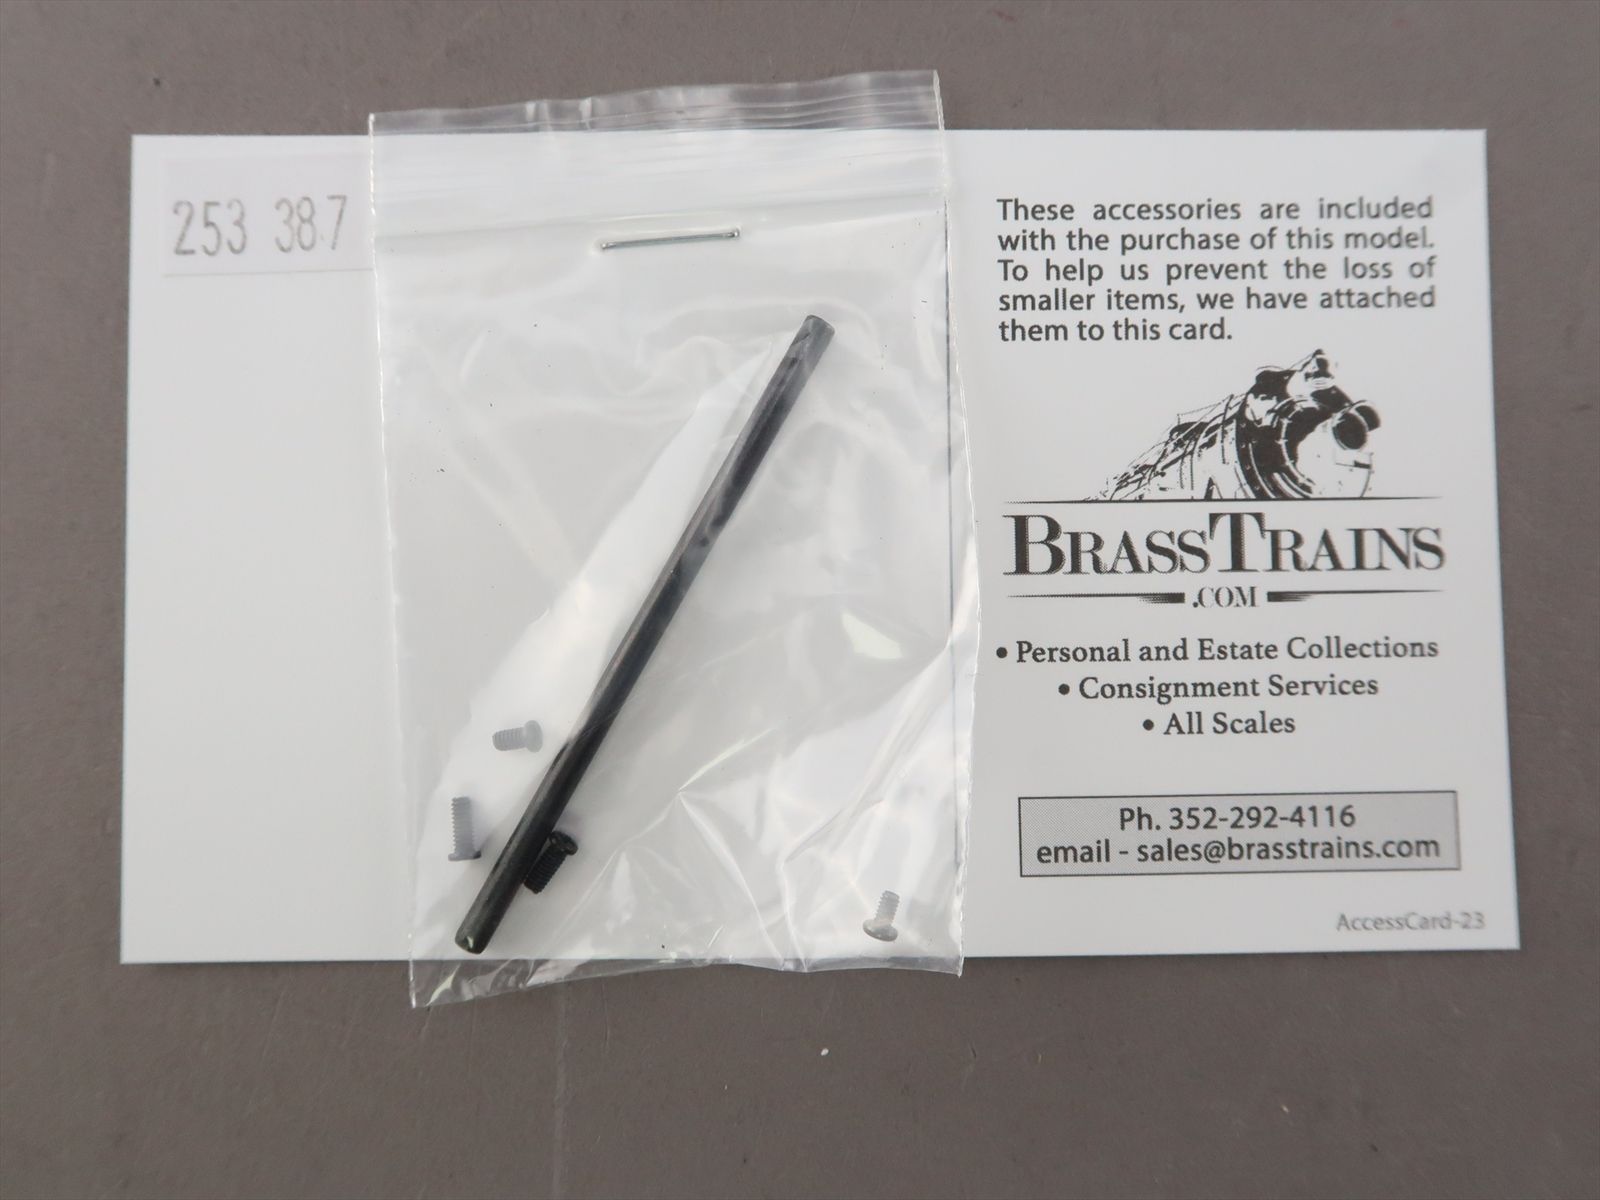 253 38.7
These accessories are included
with the purchase of this model.
To help us prevent the loss of
smaller items, we have attached
them to this card.
BRASSTRAINS
.COM
• Personal and Estate Collections
• Consignment Services
• All Scales
Ph. 352-292-4116
email - sales@brasstrains.com
AccessCard-23